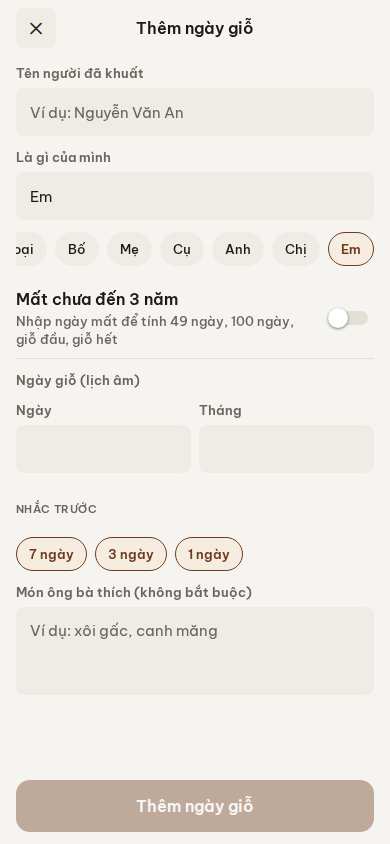 Thêm ngày giỗ
Tên người đã khuất
Ví dụ: Nguyễn Văn An
Là gì của mình
Em
oại Bố Mẹ Cụ Anh Chị Em
Mất chưa đến 3 năm
Nhập ngày mất để tính 49 ngày, 100 ngày,
giỗ đầu, giỗ hết
Ngày giỗ (lịch âm)
Ngày Tháng
NHẮC TRƯỚC
7 ngày 3 ngày 1 ngày
Món ông bà thích (không bắt buộc)
Ví dụ: xôi gấc, canh măng
Thêm ngày giỗ